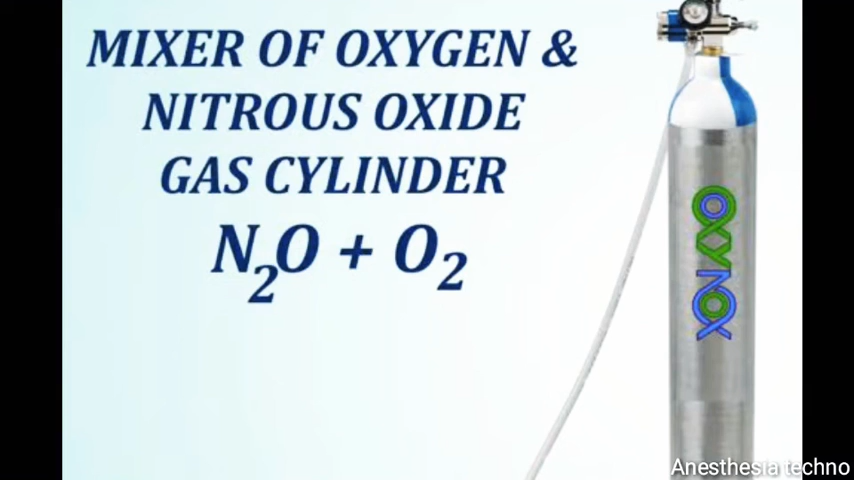 MIXER OF OXYGEN &
NITROUS OXIDE
GAS CYLINDER
N₂O + O₂
OXYNOX
Anesthesia techno